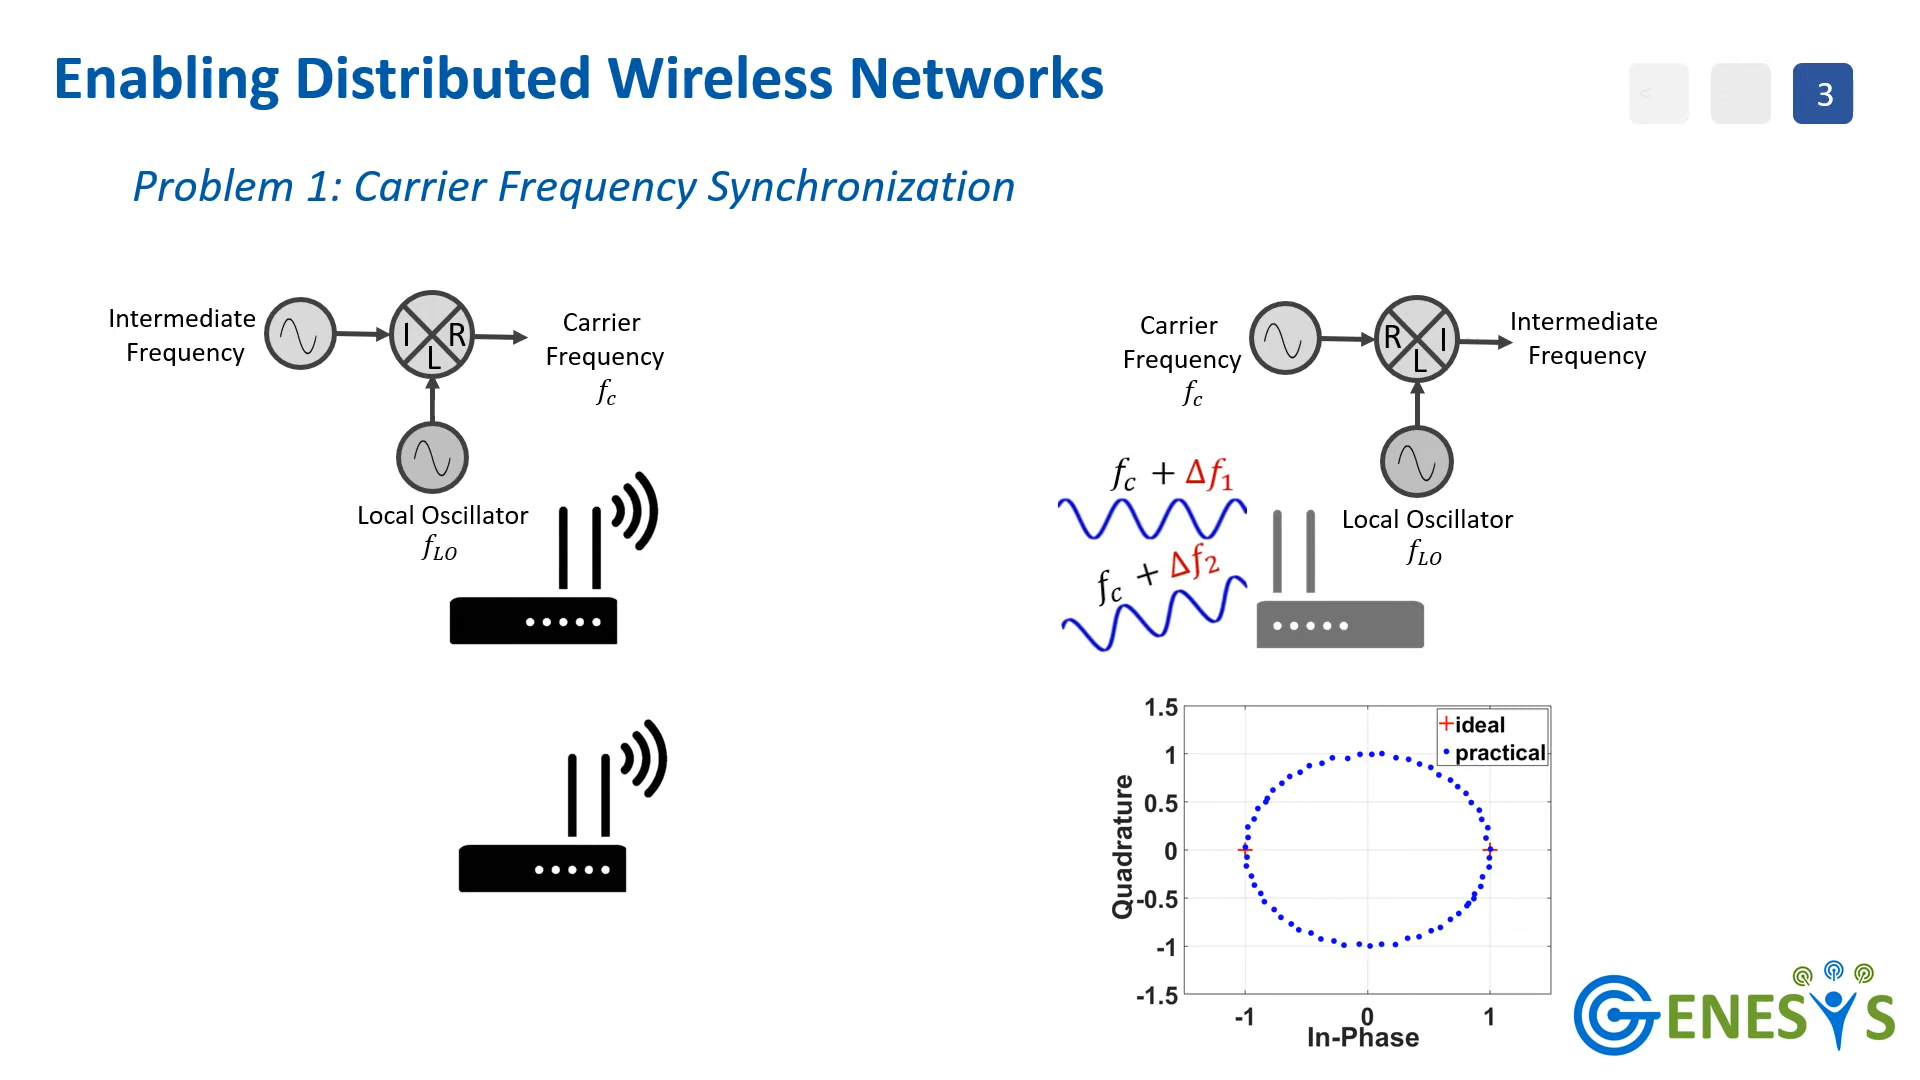 Enabling Distributed Wireless Networks
<
3
Problem 1: Carrier Frequency Synchronization
Intermediate
Frequency
I
R
L
Carrier
Frequency
f_c
Local Oscillator
f_LO
Carrier
Frequency
f_c
R
I
L
Intermediate
Frequency
Local Oscillator
f_LO
f_c + Δf_1
f_c + Δf_2
1.5
1
0.5
0
-0.5
-1
-1.5
Quadrature
+ideal
practical
-1
0
1
In-Phase
GENESYS